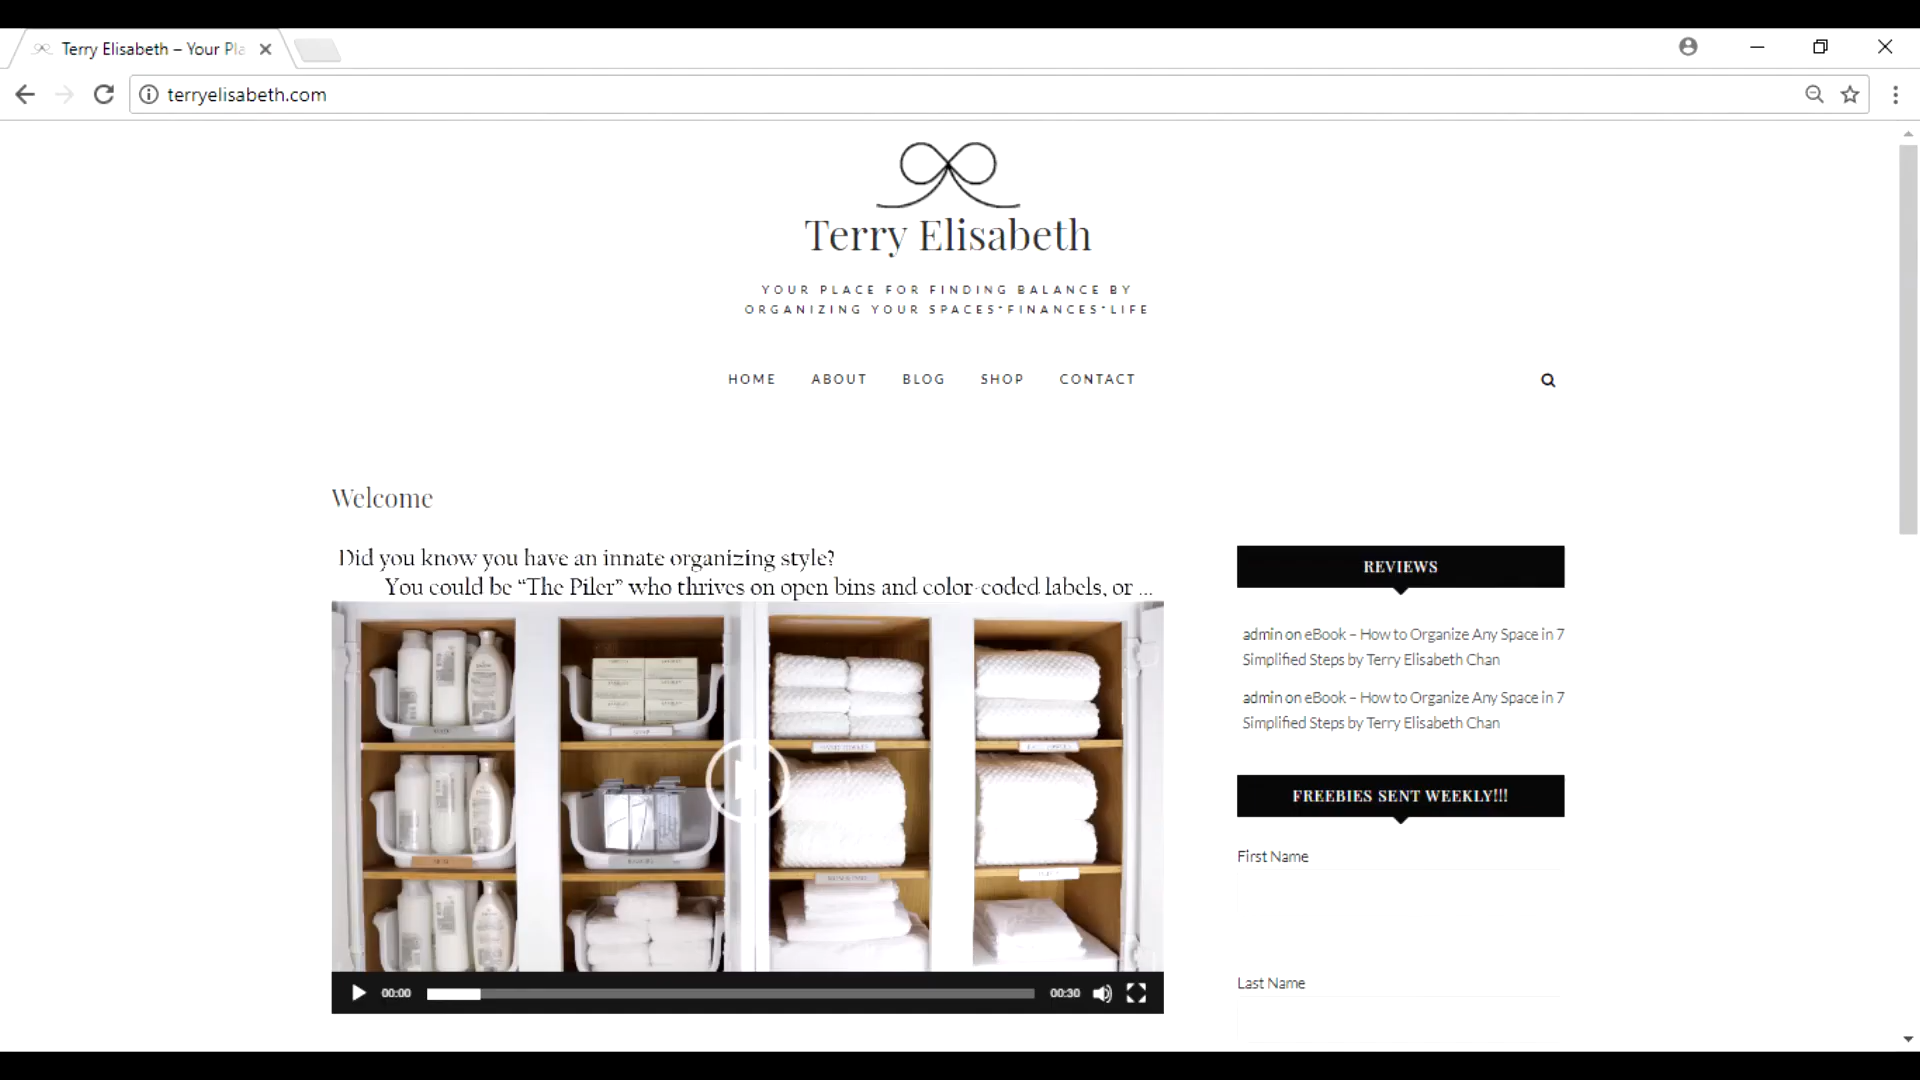 Terry Elisabeth – Your Pla
terryelisabeth.com
Terry Elisabeth
YOUR PLACE FOR FINDING BALANCE BY
ORGANIZING YOUR SPACES*FINANCES*LIFE
HOME ABOUT BLOG SHOP CONTACT
Welcome
Did you know you have an innate organizing style?
You could be “The Piler” who thrives on open bins and color-coded labels, or ...
00:00 00:30
REVIEWS
admin on eBook – How to Organize Any Space in 7
Simplified Steps by Terry Elisabeth Chan
admin on eBook – How to Organize Any Space in 7
Simplified Steps by Terry Elisabeth Chan
FREEBIES SENT WEEKLY!!!
First Name
Last Name